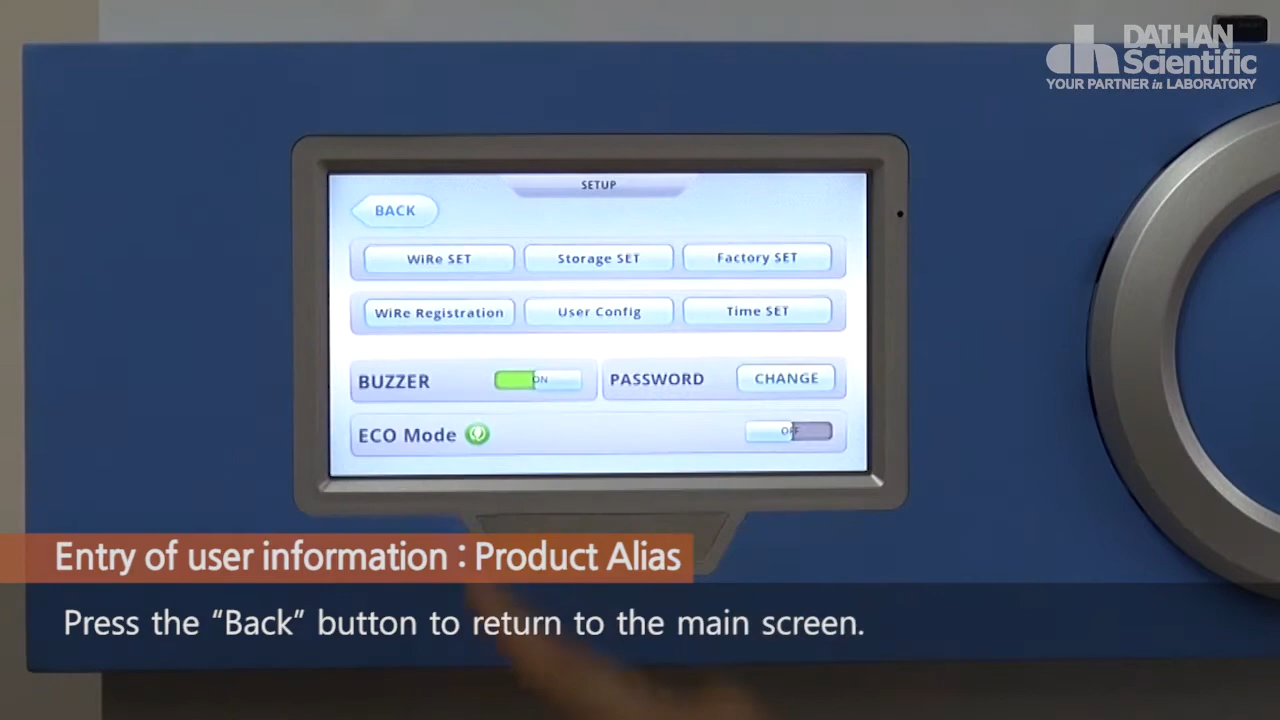 DAIHAN
Scientific
YOUR PARTNER in LABORATORY
SETUP
BACK
WiRe SET
Storage SET
Factory SET
WiRe Registration
User Config
Time SET
BUZZER
ON
PASSWORD
CHANGE
ECO Mode
OFF
Entry of user information : Product Alias
Press the “Back” button to return to the main screen.